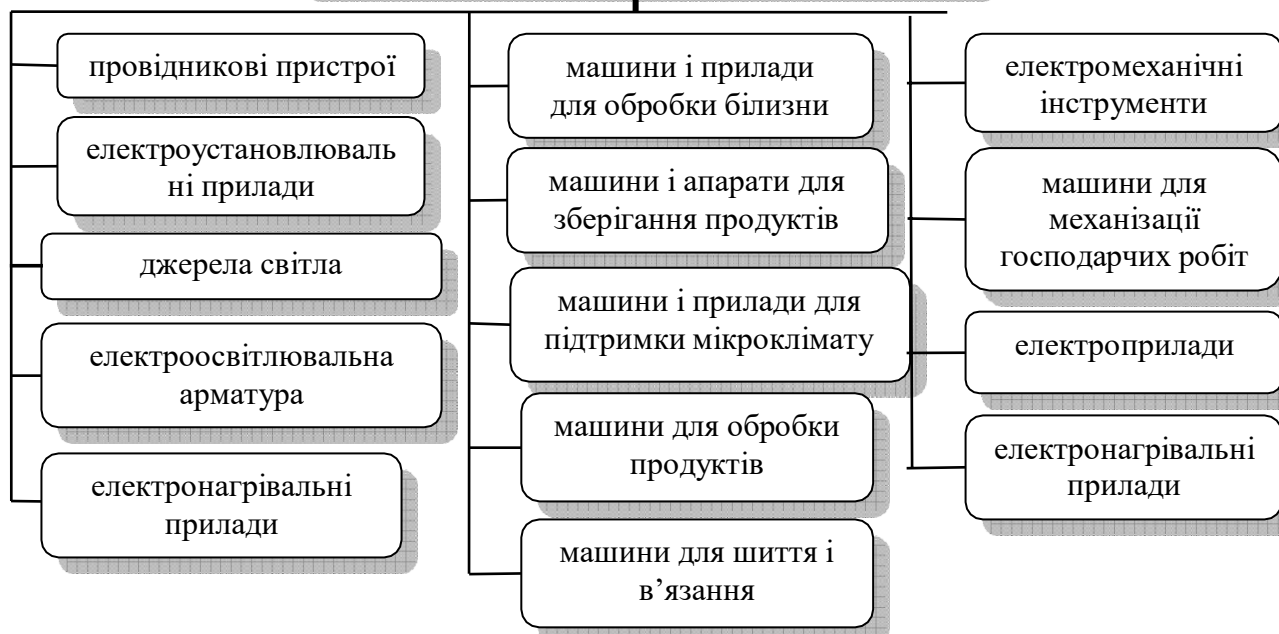 провідникові пристрої
електроустановлюваль
ні прилади
джерела світла
електроосвітлювальна
арматура
електронагрівальні
прилади
машини і прилади
для обробки білизни
машини і апарати для
зберігання продуктів
машини і прилади для
підтримки мікроклімату
машини для обробки
продуктів
машини для шиття і
в’язання
електромеханічні
інструменти
машини для
механізації
господарчих робіт
електроприлади
електронагрівальні
прилади